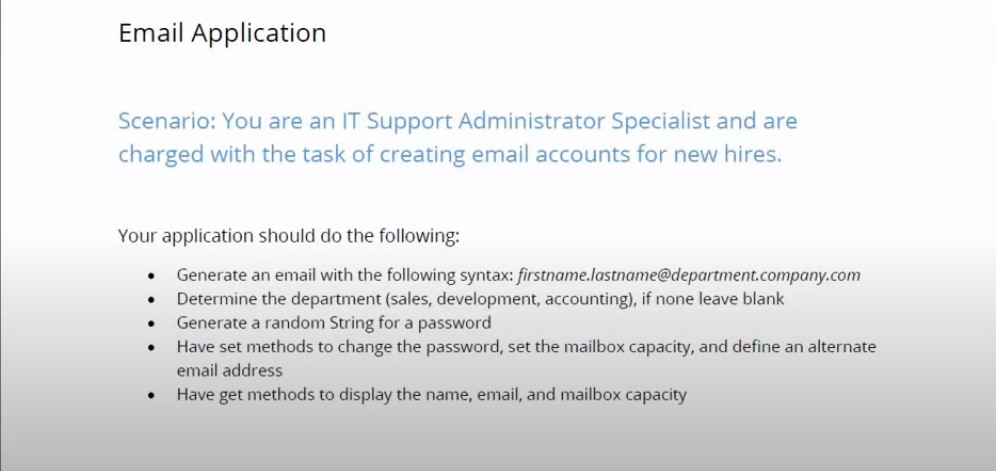 Email Application
Scenario: You are an IT Support Administrator Specialist and are
charged with the task of creating email accounts for new hires.
Your application should do the following:
• Generate an email with the following syntax: firstname.lastname@department.company.com
• Determine the department (sales, development, accounting), if none leave blank
• Generate a random String for a password
• Have set methods to change the password, set the mailbox capacity, and define an alternate
email address
• Have get methods to display the name, email, and mailbox capacity